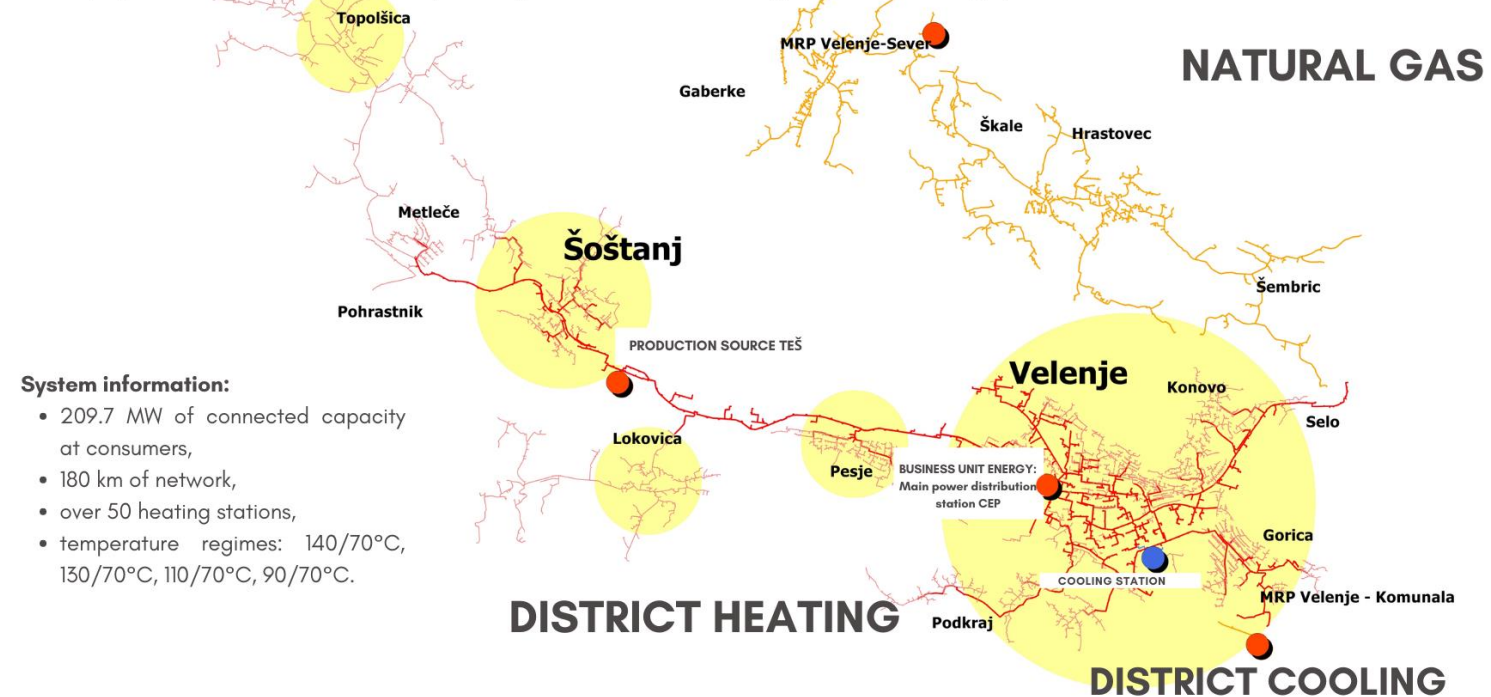 Topolšica
MRP Velenje-Sever
NATURAL GAS
Gaberke
Škale
Hrastovec
Metleče
Šoštanj
Šembric
Pohrastnik
PRODUCTION SOURCE TEŠ
Velenje
Konovo
System information:
• 209.7 MW of connected capacity
at consumers,
• 180 km of network,
• over 50 heating stations,
• temperature regimes: 140/70°C,
130/70°C, 110/70°C, 90/70°C.
Selo
Lokovica
Pesje
BUSINESS UNIT ENERGY:
Main power distribution
station CEP
Gorica
COOLING STATION
MRP Velenje - Komunala
DISTRICT HEATING
Podkraj
DISTRICT COOLING